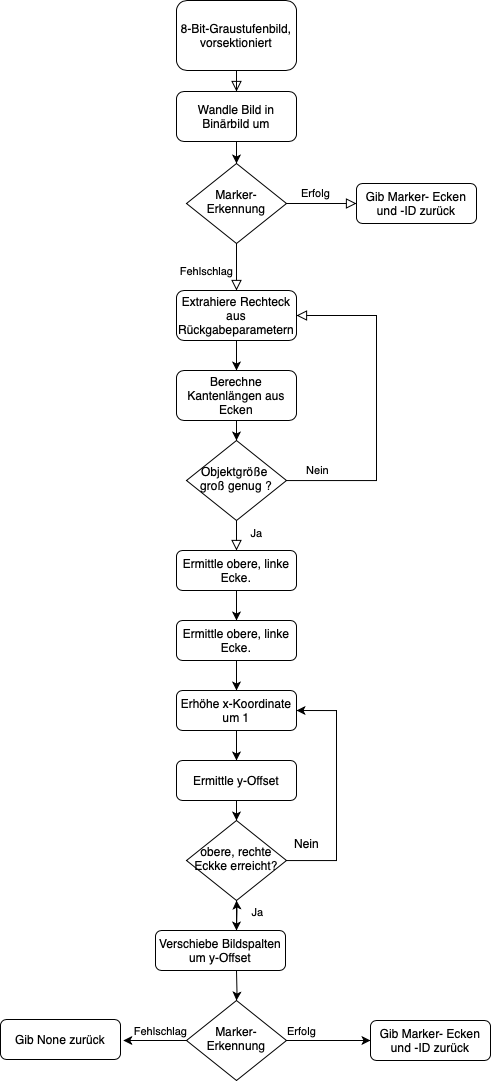 8-Bit-Graustufenbild,
vorsektioniert
Wandle Bild in
Binärbild um
Marker-
Erkennung
Erfolg
Gib Marker- Ecken
und -ID zurück
Fehlschlag
Extrahiere Rechteck
aus
Rückgabeparametern
Berechne
Kantenlängen aus
Ecken
Objektgröße
groß genug ?
Nein
Ja
Ermittle obere, linke
Ecke.
Ermittle obere, linke
Ecke.
Erhöhe x-Koordinate
um 1
Ermittle y-Offset
obere, rechte
Eckke erreicht?
Nein
Ja
Verschiebe Bildspalten
um y-Offset
Marker-
Erkennung
Fehlschlag
Gib None zurück
Erfolg
Gib Marker- Ecken
und -ID zurück